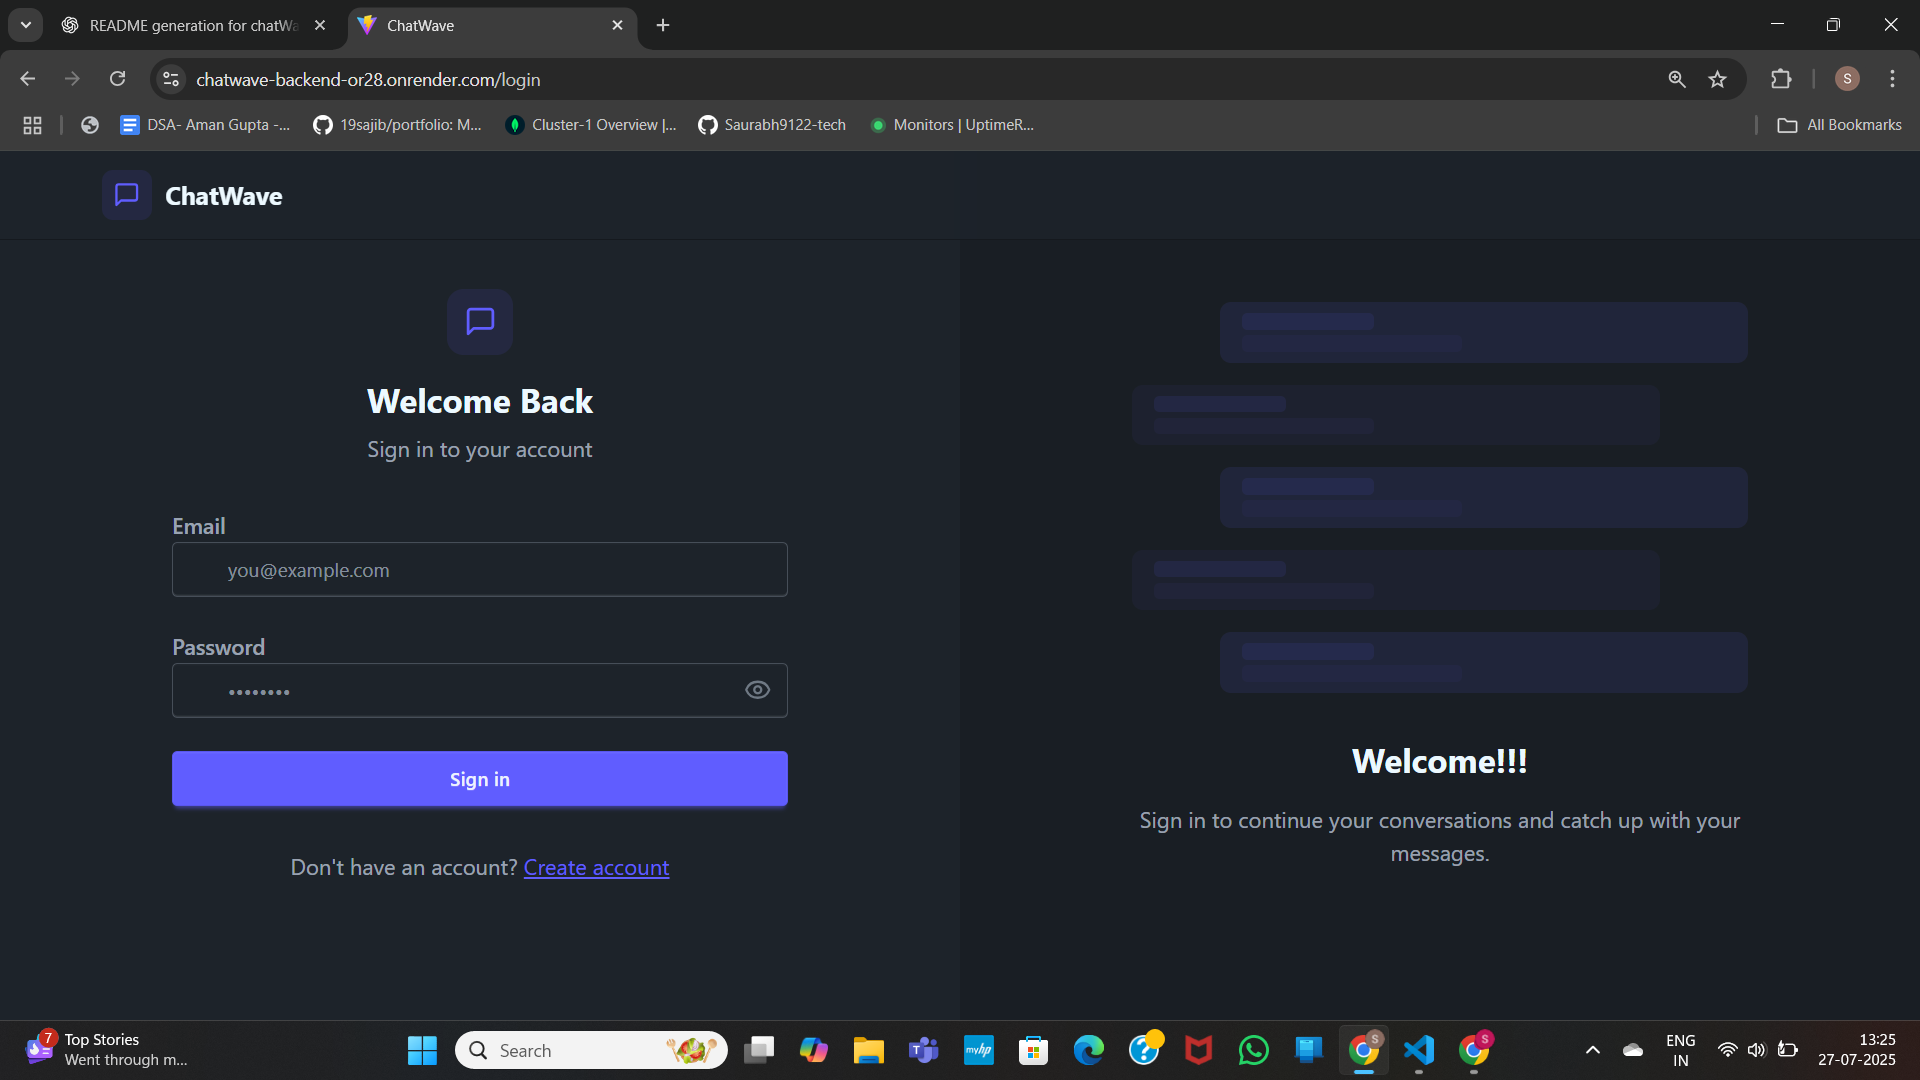 README generation for chatWa
ChatWave
chatwave-backend-or28.onrender.com/login
S
DSA- Aman Gupta -...
19sajib/portfolio: M...
Cluster-1 Overview |...
Saurabh9122-tech
Monitors | UptimeR...
All Bookmarks
ChatWave
Welcome Back
Sign in to your account
Email
you@example.com
Password
••••••••
Sign in
Don't have an account? Create account
Welcome!!!
Sign in to continue your conversations and catch up with your
messages.
7
Top Stories
Went through m...
Search
T
myhp
?
S
S
ENG
IN
13:25
27-07-2025